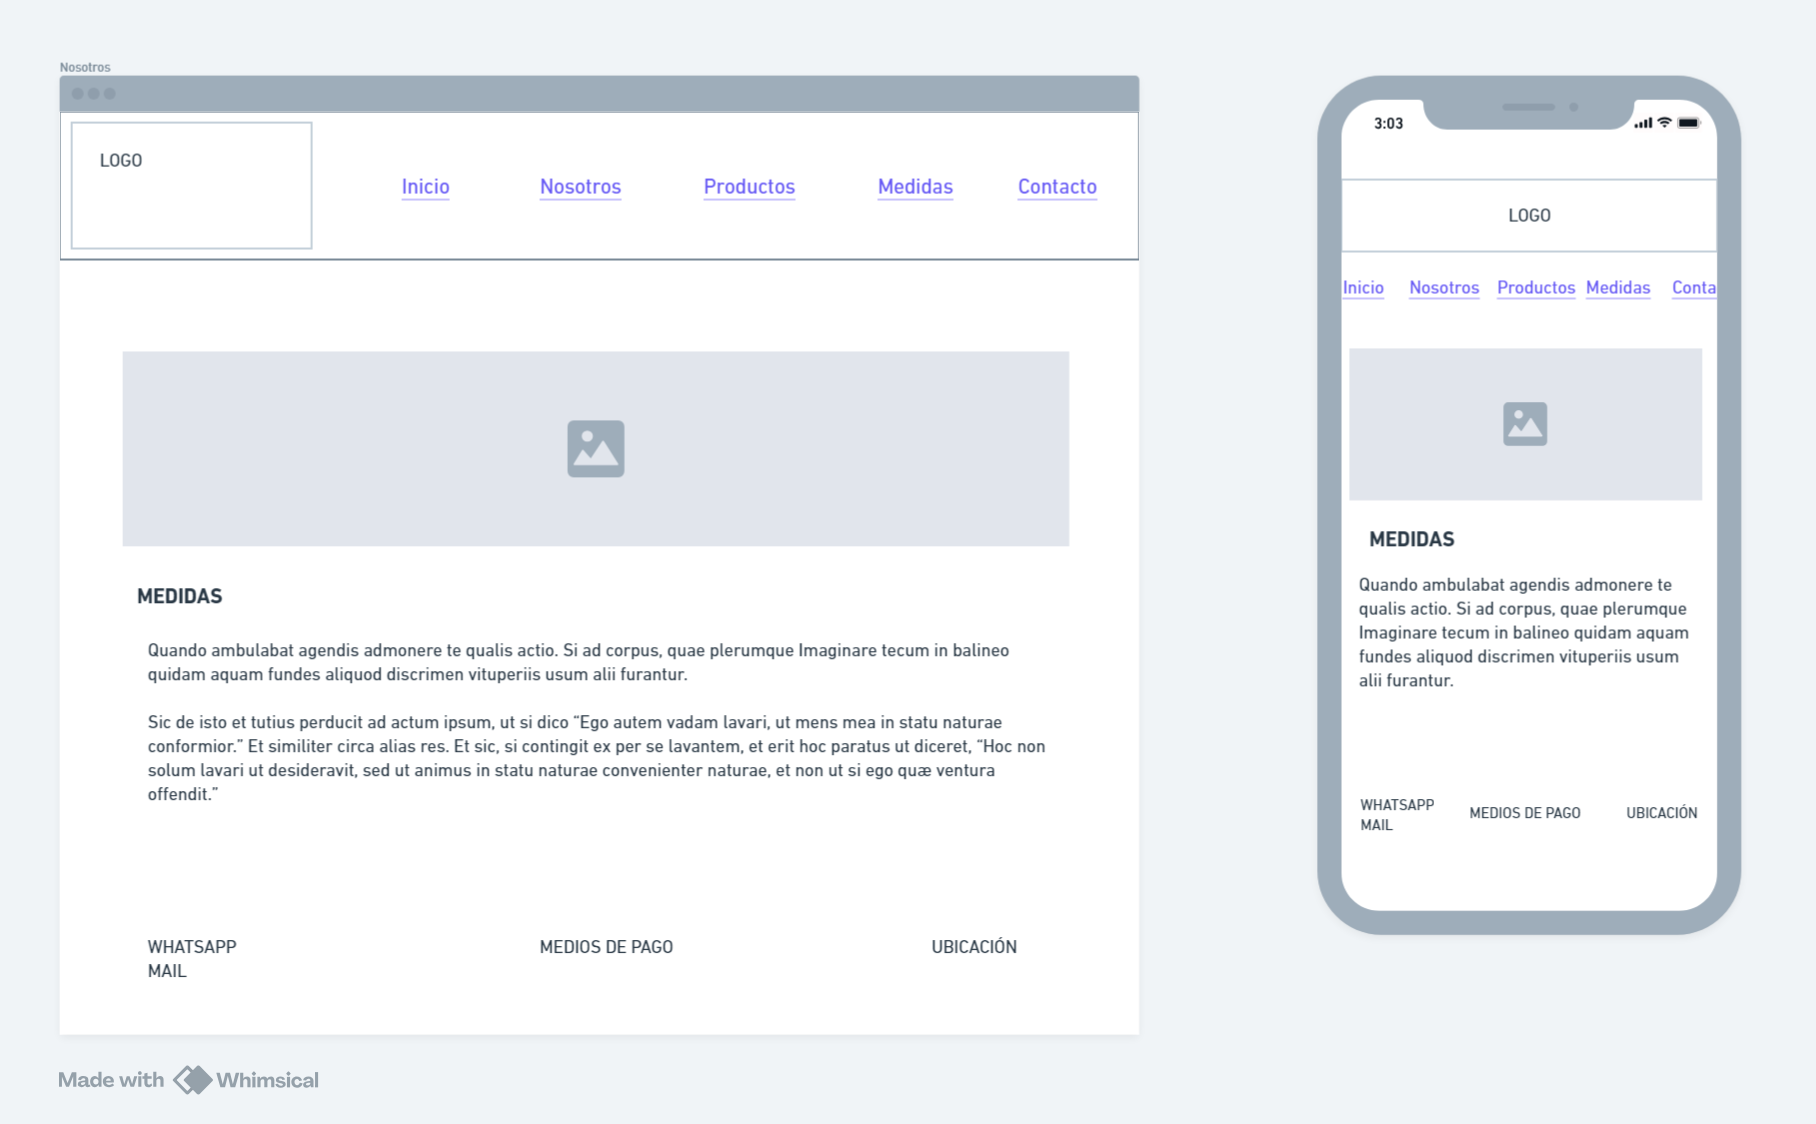 Nosotros
LOGO
Inicio Nosotros Productos Medidas Contacto
MEDIDAS
Quando ambulabat agendis admonere te qualis actio. Si ad corpus, quae plerumque Imaginare tecum in balineo
quidam aquam fundes aliquod discrimen vituperiis usum alii furantur.
Sic de isto et tutius perducit ad actum ipsum, ut si dico “Ego autem vadam lavari, ut mens mea in statu naturae
conformior.” Et similiter circa alias res. Et sic, si contingit ex per se lavantem, et erit hoc paratus ut diceret, “Hoc non
solum lavari ut desideravit, sed ut animus in statu naturae convenienter naturae, et non ut si ego quæ ventura
offendit.”
WHATSAPP MEDIOS DE PAGO UBICACIÓN
MAIL
3:03
LOGO
Inicio Nosotros Productos Medidas Conta
MEDIDAS
Quando ambulabat agendis admonere te
qualis actio. Si ad corpus, quae plerumque
Imaginare tecum in balineo quidam aquam
fundes aliquod discrimen vituperiis usum
alii furantur.
WHATSAPP MEDIOS DE PAGO UBICACIÓN
MAIL
Made with Whimsical